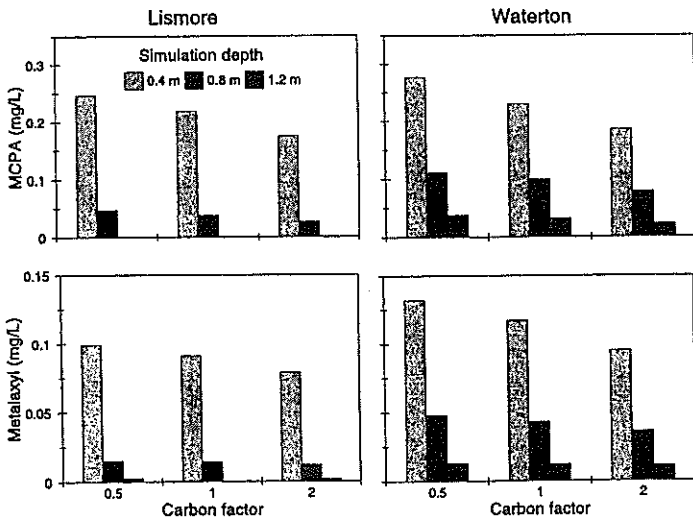 Lismore
Waterton
Simulation depth
0.4 m 0.8 m 1.2 m
MCPA (mg/L)
0.3
0.2
0.1
0
Metalaxyl (mg/L)
0.15
0.1
0.05
0
0.5 1 2
Carbon factor
0.5 1 2
Carbon factor